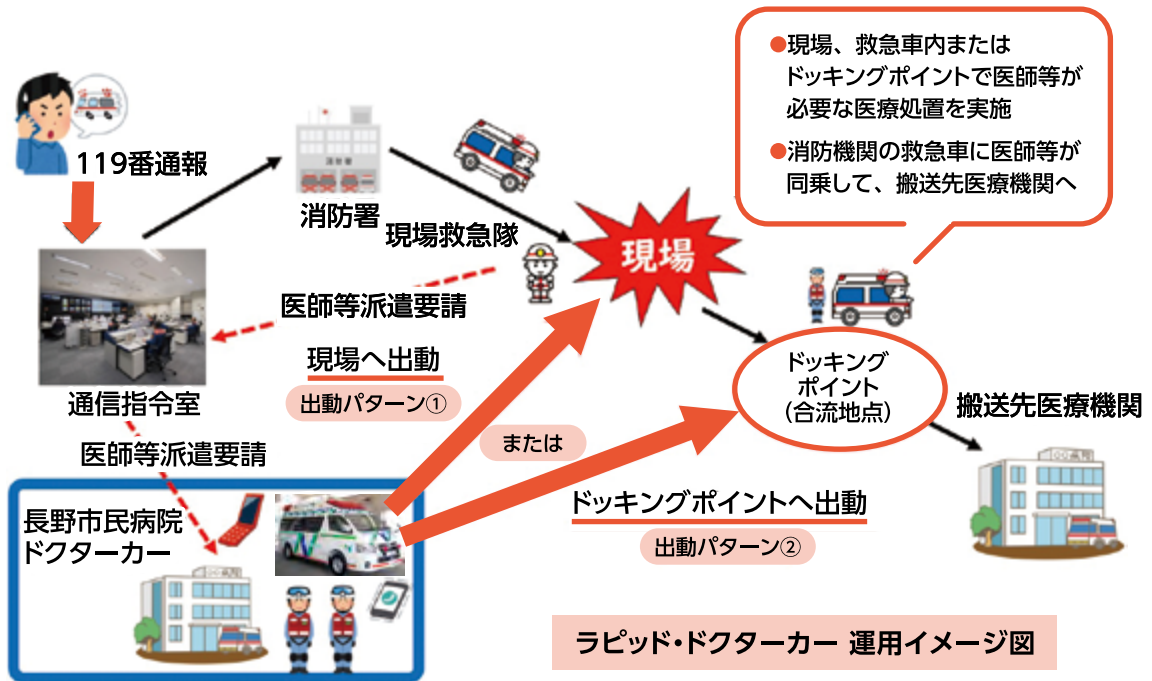 ●現場、救急車内または
ドッキングポイントで医師等が
必要な医療処置を実施
●消防機関の救急車に医師等が
同乗して、搬送先医療機関へ
119番通報
消防署
現場救急隊
現場
医師等派遣要請
通信指令室
現場へ出動
出動パターン①
ドッキング
ポイント
(合流地点)
搬送先医療機関
または
医師等派遣要請
ドッキングポイントへ出動
出動パターン②
長野市民病院
ドクターカー
ラピッド・ドクターカー 運用イメージ図